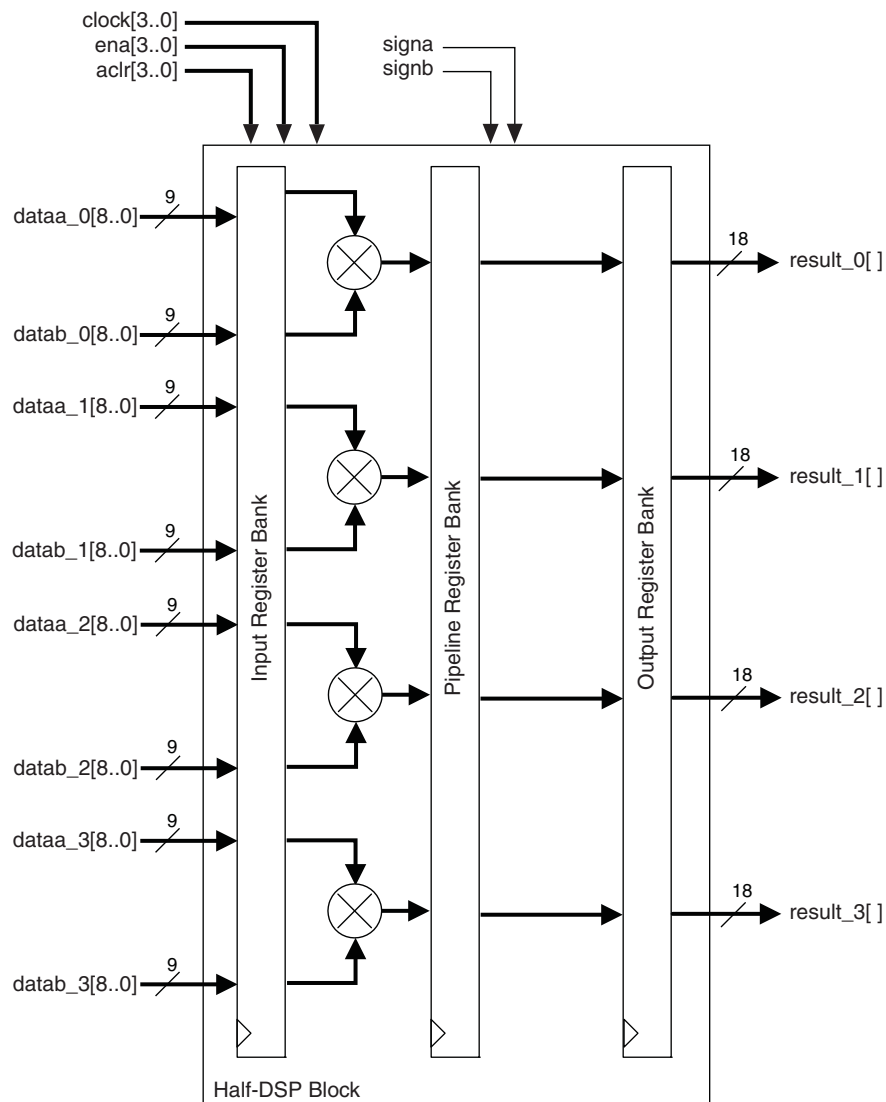 clock[3..0]
ena[3..0]
aclr[3..0]
signa
signb
9
dataa_0[8..0]
18
result_0[ ]
9
datab_0[8..0]
9
dataa_1[8..0]
18
result_1[ ]
9
datab_1[8..0]
Input Register Bank
Pipeline Register Bank
Output Register Bank
9
dataa_2[8..0]
18
result_2[ ]
9
datab_2[8..0]
9
dataa_3[8..0]
18
result_3[ ]
9
datab_3[8..0]
Half-DSP Block